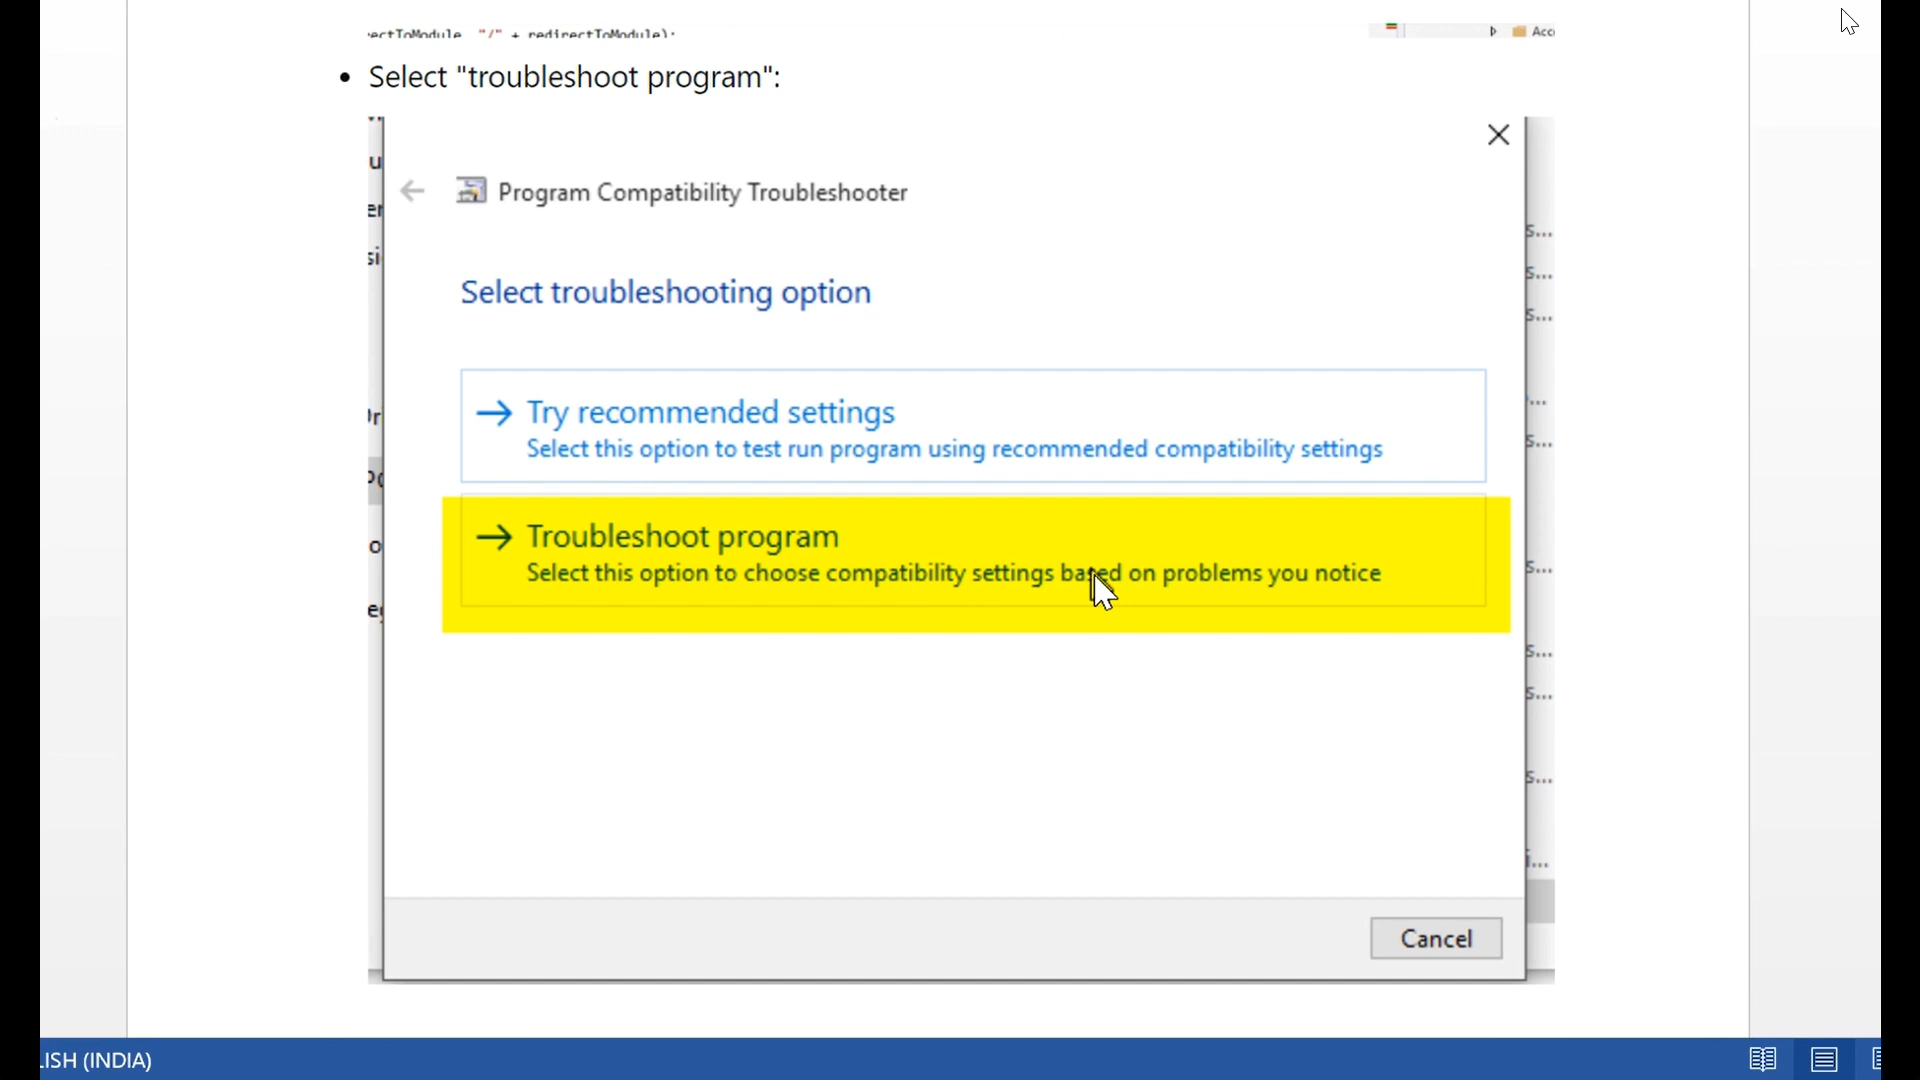 "/" + redirectToModule);
Acc
• Select "troubleshoot program":
Program Compatibility Troubleshooter
Select troubleshooting option
Try recommended settings
Select this option to test run program using recommended compatibility settings
Troubleshoot program
Select this option to choose compatibility settings based on problems you notice
Cancel
LISH (INDIA)